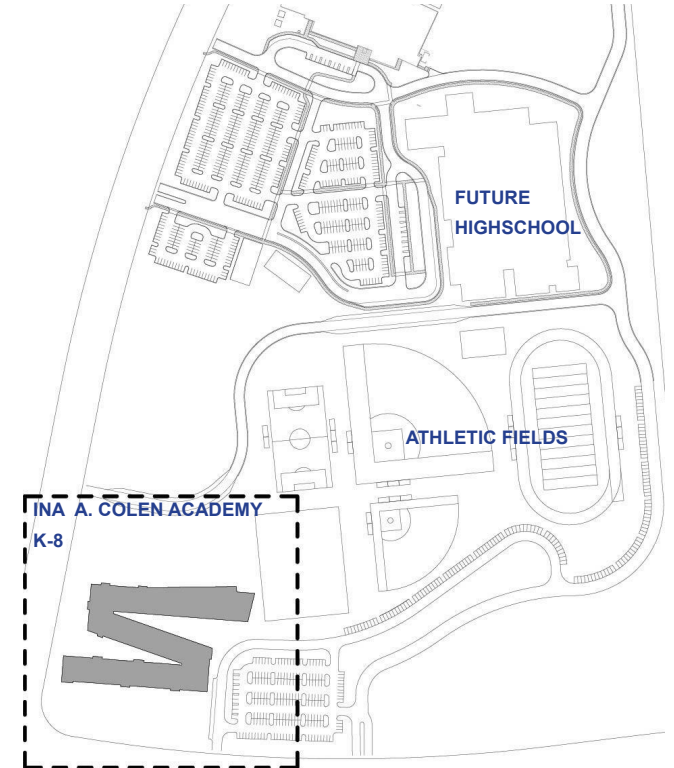 FUTURE
HIGHSCHOOL
ATHLETIC FIELDS
INA A. COLEN ACADEMY
K-8